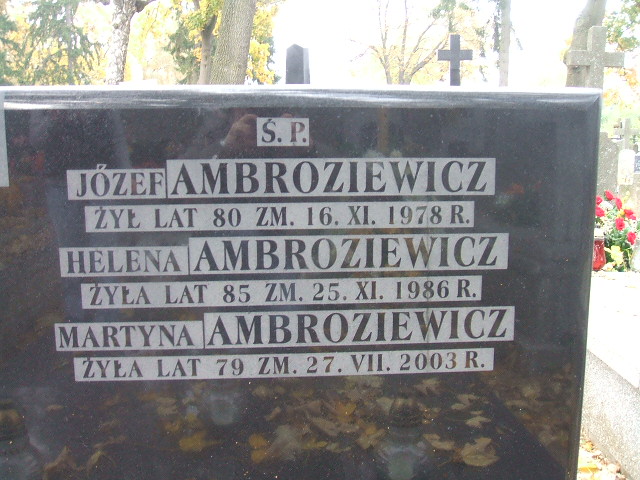 Ś. P.
JÓZEF AMBROZIEWICZ
ŻYŁ LAT 80 ZM. 16. XI. 1978 R.
HELENA AMBROZIEWICZ
ŻYŁA LAT 85 ZM. 25. XI. 1986 R.
MARTYNA AMBROZIEWICZ
ŻYŁA LAT 79 ZM. 27. VII. 2003 R.